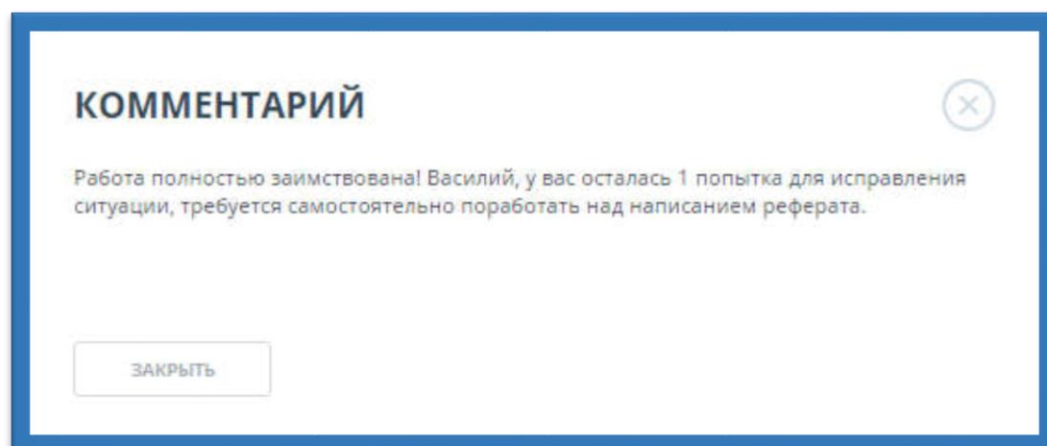 КОММЕНТАРИЙ
Работа полностью заимствована! Василий, у вас осталась 1 попытка для исправления
ситуации, требуется самостоятельно поработать над написанием реферата.
ЗАКРЫТЬ